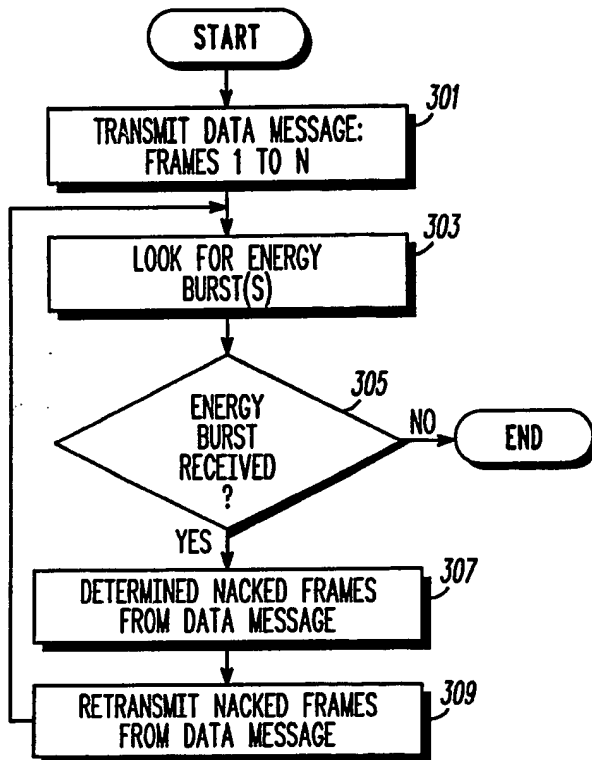 START
301
TRANSMIT DATA MESSAGE:
FRAMES 1 TO N
303
LOOK FOR ENERGY
BURST(S)
305
ENERGY
BURST
RECEIVED
?
NO
END
YES
307
DETERMINED NACKED FRAMES
FROM DATA MESSAGE
309
RETRANSMIT NACKED FRAMES
FROM DATA MESSAGE